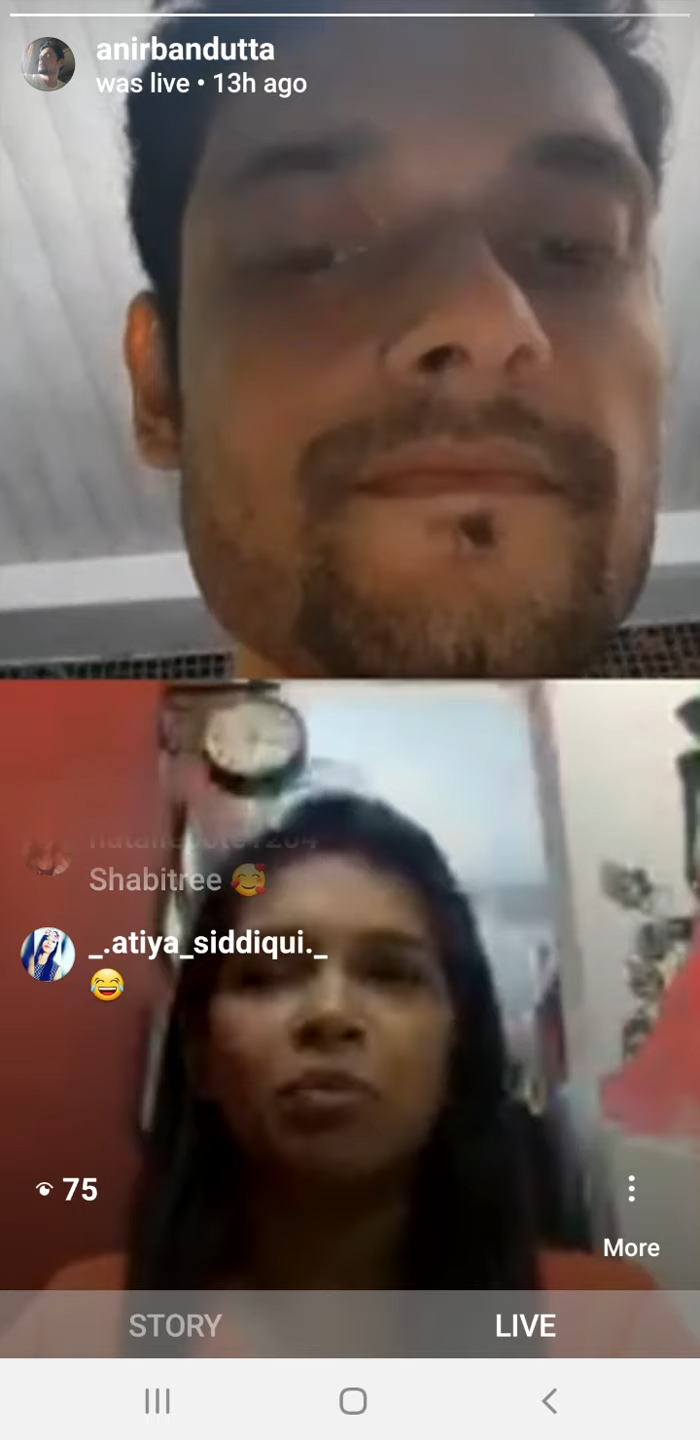 anirbandutta
was live • 13h ago
Shabitree 🥰
_.atiya_siddiqui._
😂
75
More
STORY
LIVE